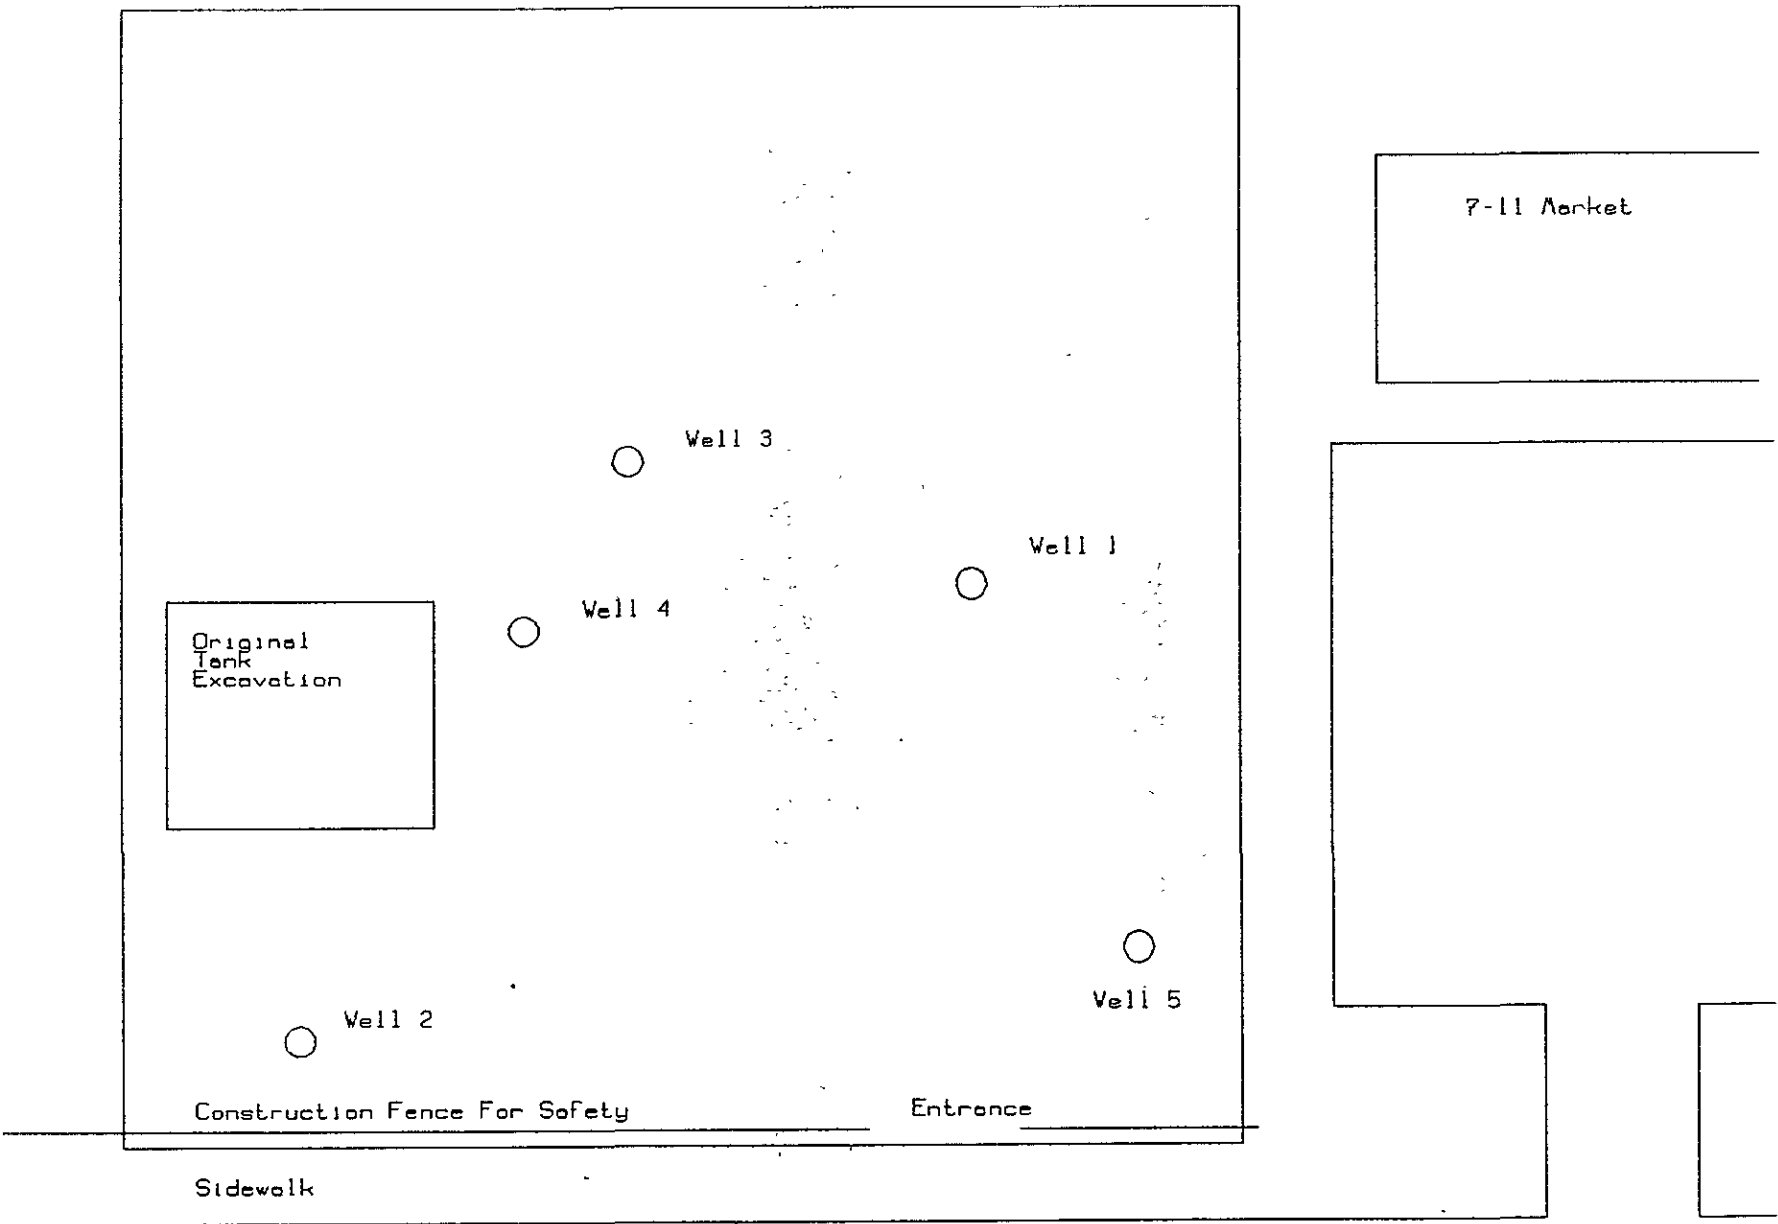 7-11 Market
Well 3
Well 1
Well 4
Original
Tank
Excavation
Well 5
Well 2
Construction Fence For Safety
Entrance
Sidewalk